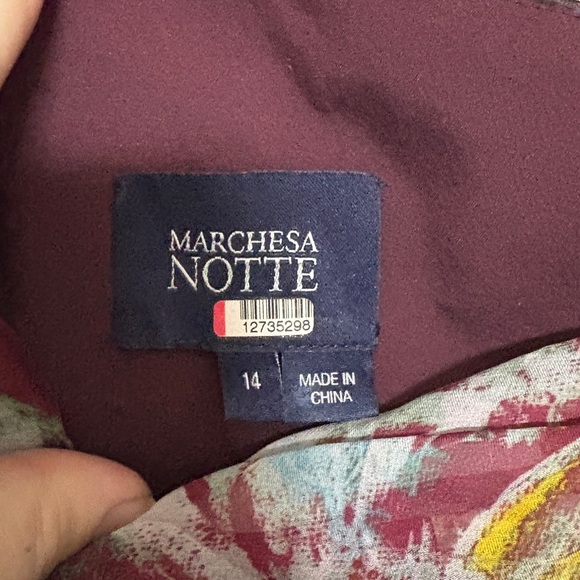 MARCHESA
NOTTE
12735298
14
MADE IN
CHINA